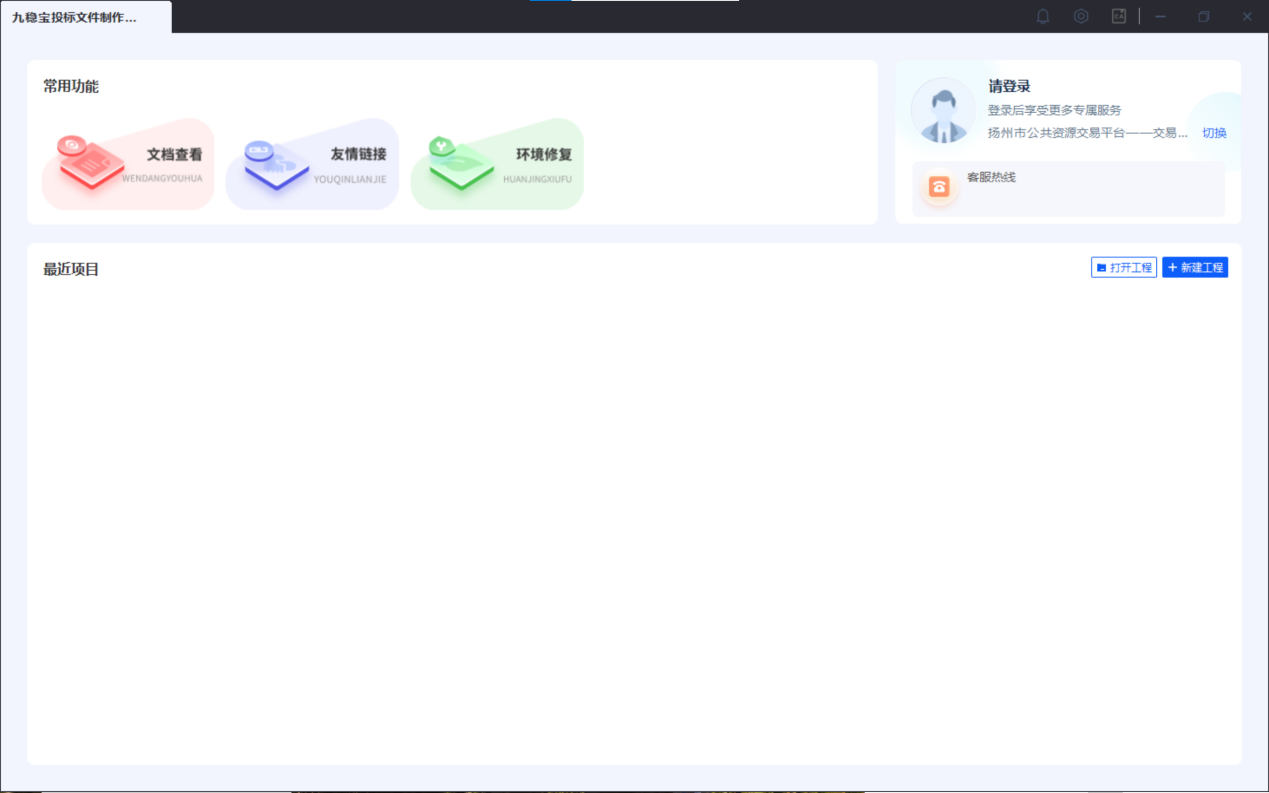 九稳宝投标文件制作...
CA
常用功能
文档查看
WENDANGYOUHUA
友情链接
YOUQINLIANJIE
环境修复
HUANJINGXIUFU
请登录
登录后享受更多专属服务
扬州市公共资源交易平台——交易...
切换
客服热线
最近项目
打开工程
新建工程